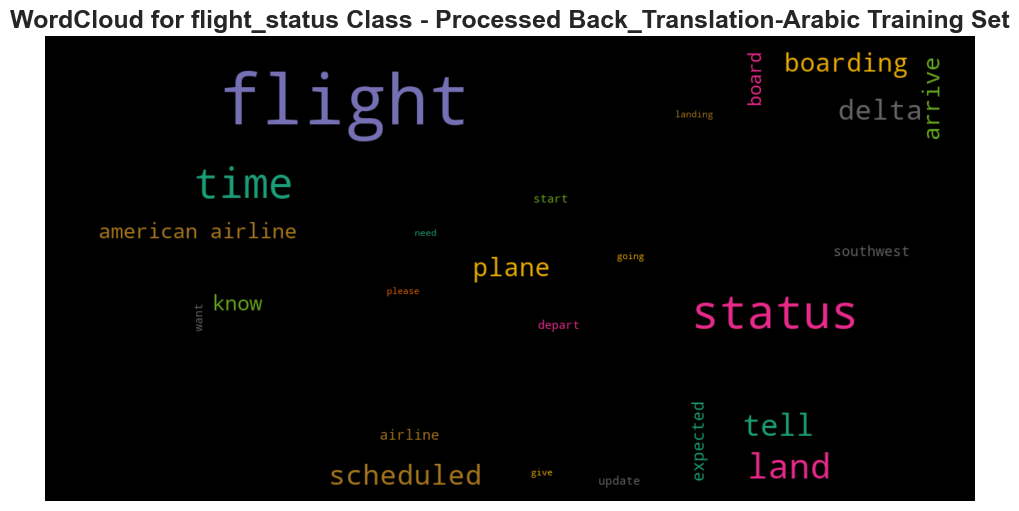 WordCloud for flight_status Class - Processed Back_Translation-Arabic Training Set
flight
board
boarding
arrive
delta
landing
time
start
american airline
need
southwest
going
plane
please
know
want
status
depart
expected
tell
airline
land
scheduled
give
update